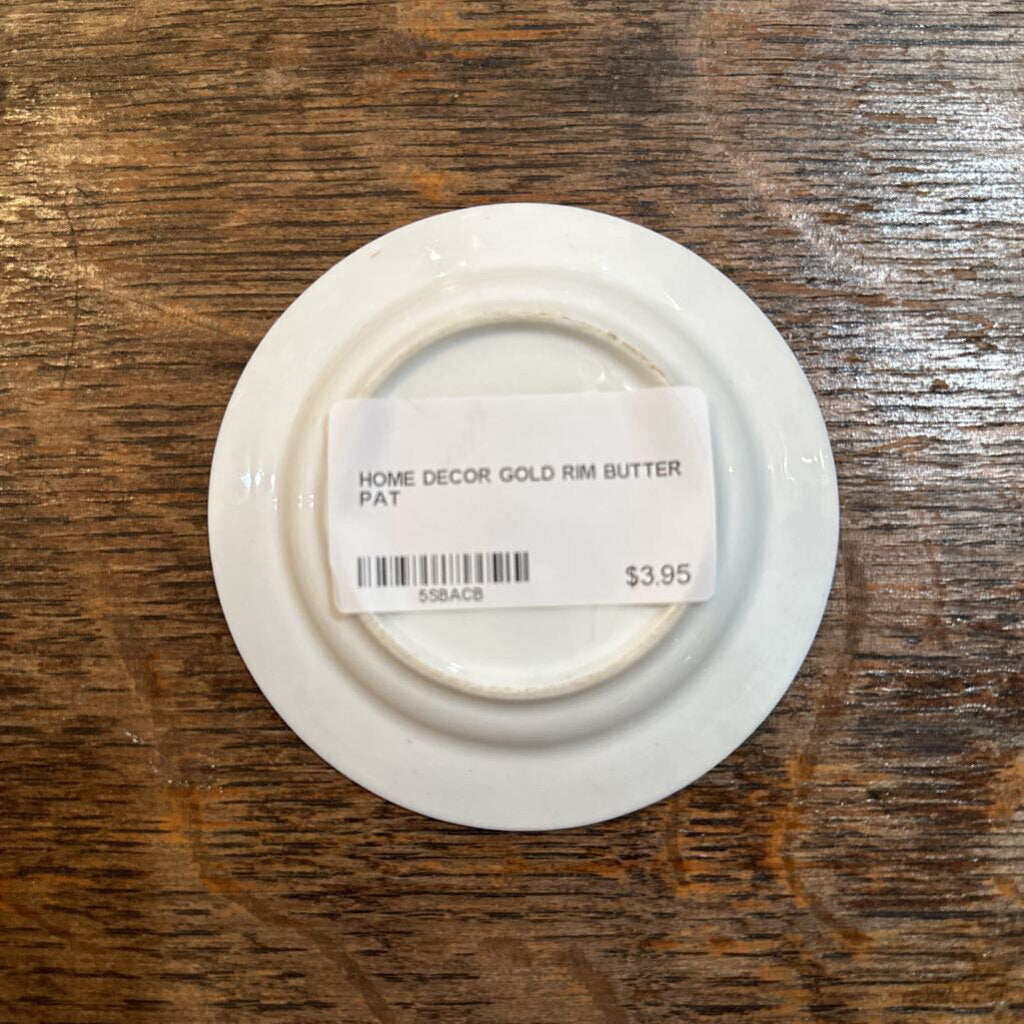 HOME DECOR GOLD RIM BUTTER
PAT
$3.95
5SBACB